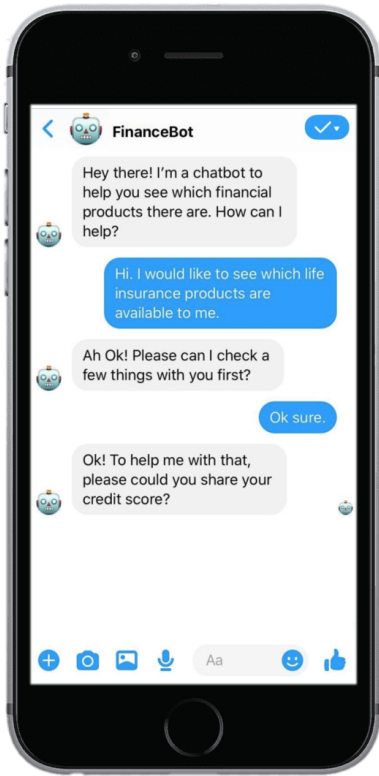 FinanceBot
Hey there! I'm a chatbot to
help you see which financial
products there are. How can I
help?
Hi. I would like to see which life
insurance products are
available to me.
Ah Ok! Please can I check a
few things with you first?
Ok sure.
Ok! To help me with that,
please could you share your
credit score?
Aa